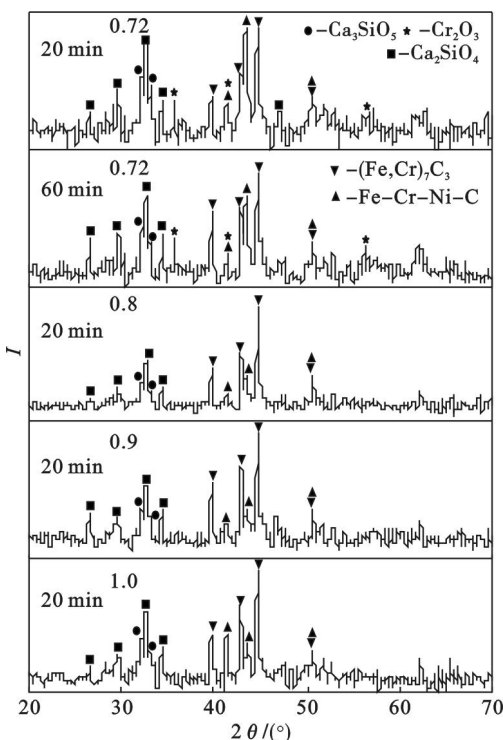 0.72
20 min
●–Ca₃SiO₅ ★–Cr₂O₃
■–Ca₂SiO₄
0.72
60 min
▼–(Fe,Cr)₇C₃
▲–Fe–Cr–Ni–C
0.8
20 min
I
0.9
20 min
1.0
20 min
20 30 40 50 60 70
2 θ /(°)